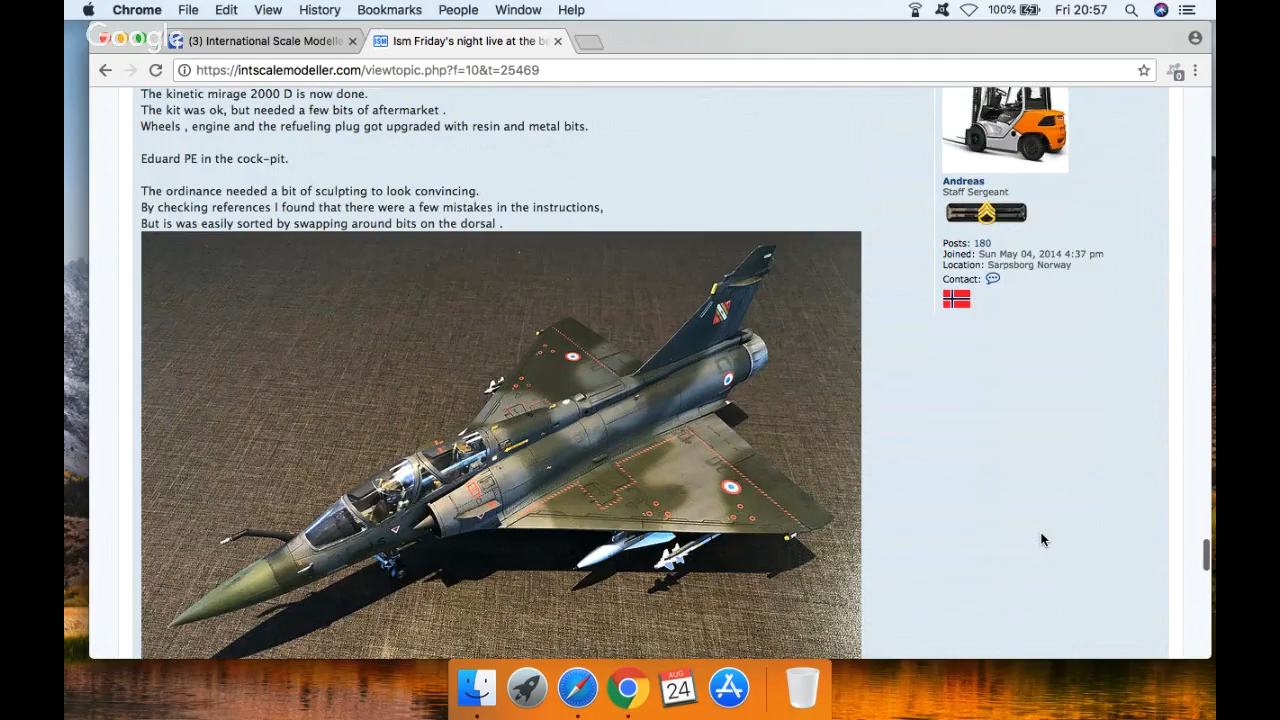 Chrome File Edit View History Bookmarks People Window Help 100% Fri 20:57
Google
(3) International Scale Modelle
Ism Friday's night live at the be
https://intscalemodeller.com/viewtopic.php?f=10&t=25469
0
The kinetic mirage 2000 D is now done.
The kit was ok, but needed a few bits of aftermarket .
Wheels , engine and the refueling plug got upgraded with resin and metal bits.
Eduard PE in the cock-pit.
The ordinance needed a bit of sculpting to look convincing.
By checking references I found that there were a few mistakes in the instructions,
But is was easily sorted by swapping around bits on the dorsal .
Andreas
Staff Sergeant
Posts: 180
Joined: Sun May 04, 2014 4:37 pm
Location: Sarpsborg Norway
Contact:
AUG
24